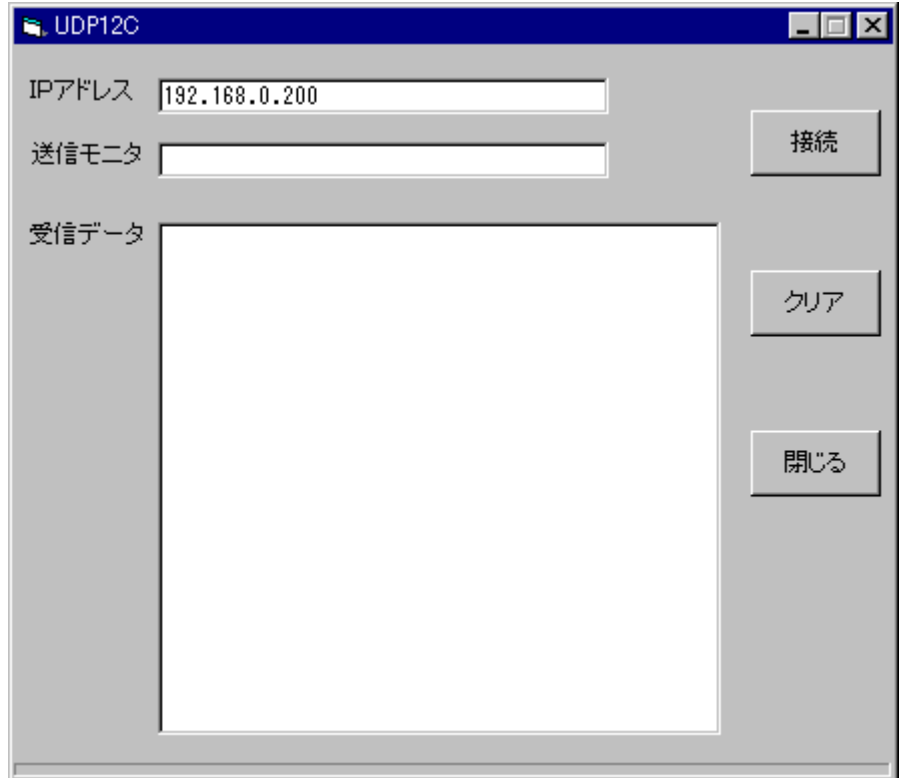 UDP12C
IPアドレス 192.168.0.200
接続
送信モニタ
受信データ
クリア
閉じる